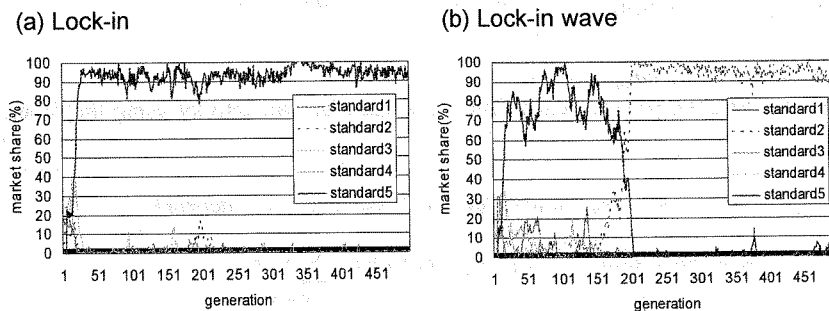 (a) Lock-in
market share(%)
100
90
80
70
60
50
40
30
20
10
0
standard1
stahdard2
standard3
standard4
standard5
1 51 101 151 201 251 301 351 401 451
generation
(b) Lock-in wave
market share(%)
100
90
80
70
60
50
40
30
20
10
0
standard1
standard2
standard3
standard4
standard5
1 51 101 151 201 251 301 351 401 451
generation